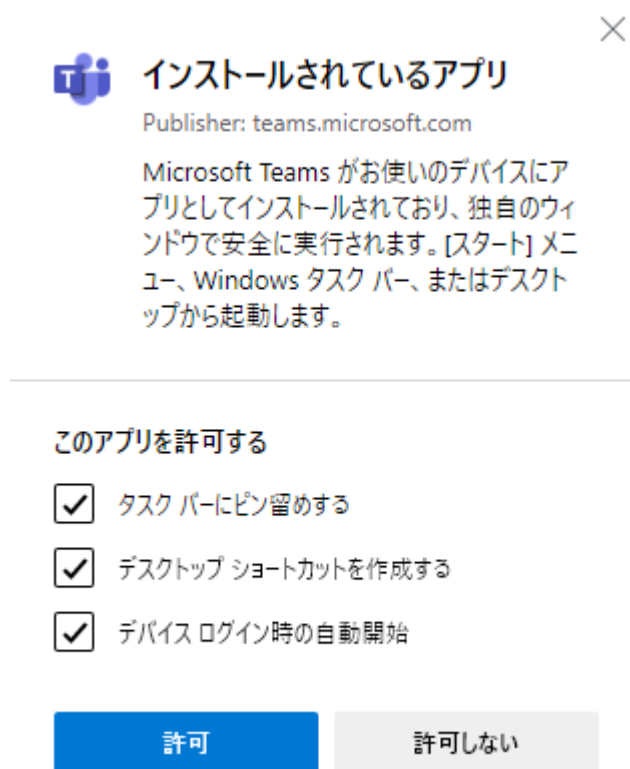 インストールされているアプリ
Publisher: teams.microsoft.com
Microsoft Teams がお使いのデバイスにア
プリとしてインストールされており、独自のウィ
ンドウで安全に実行されます。[スタート] メニ
ュー、Windows タスク バー、またはデスクト
ップから起動します。
このアプリを許可する
タスク バーにピン留めする
デスクトップ ショートカットを作成する
デバイス ログイン時の自動開始
許可
許可しない